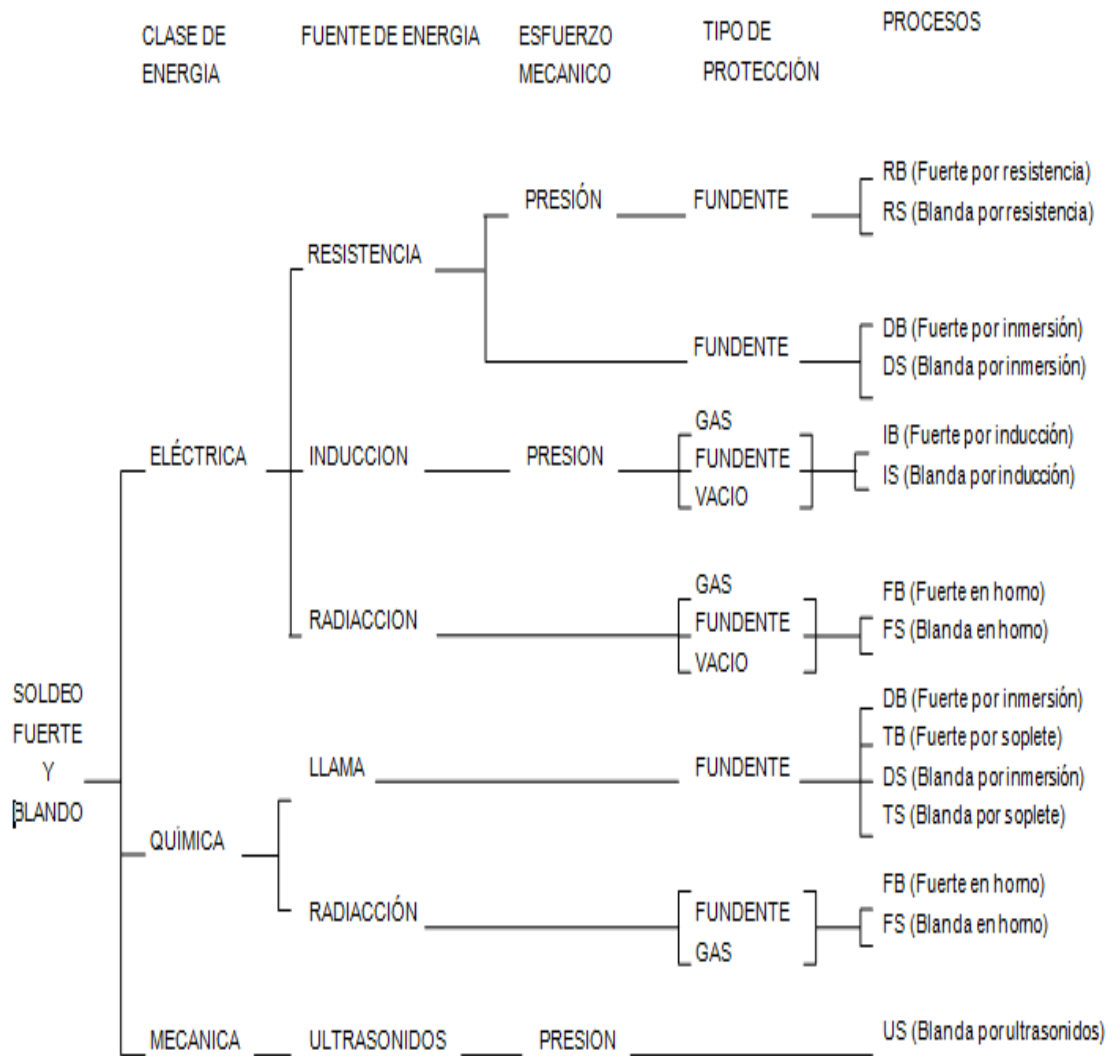 CLASE DE
ENERGIA
FUENTE DE ENERGIA
ESFUERZO
MECANICO
TIPO DE
PROTECCIÓN
PROCESOS
SOLDEO
FUERTE
Y
BLANDO
ELÉCTRICA
RESISTENCIA
PRESIÓN
FUNDENTE
RB (Fuerte por resistencia)
RS (Blanda por resistencia)
FUNDENTE
DB (Fuerte por inmersión)
DS (Blanda por inmersión)
INDUCCION
PRESION
GAS
FUNDENTE
VACIO
IB (Fuerte por inducción)
IS (Blanda por inducción)
RADIACCION
GAS
FUNDENTE
VACIO
FB (Fuerte en horno)
FS (Blanda en horno)
QUÌMICA
LLAMA
FUNDENTE
DB (Fuerte por inmersión)
TB (Fuerte por soplete)
DS (Blanda por inmersión)
TS (Blanda por soplete)
RADIACCIÓN
FUNDENTE
GAS
FB (Fuerte en horno)
FS (Blanda en horno)
MECANICA
ULTRASONIDOS
PRESION
US (Blanda por ultrasonidos)